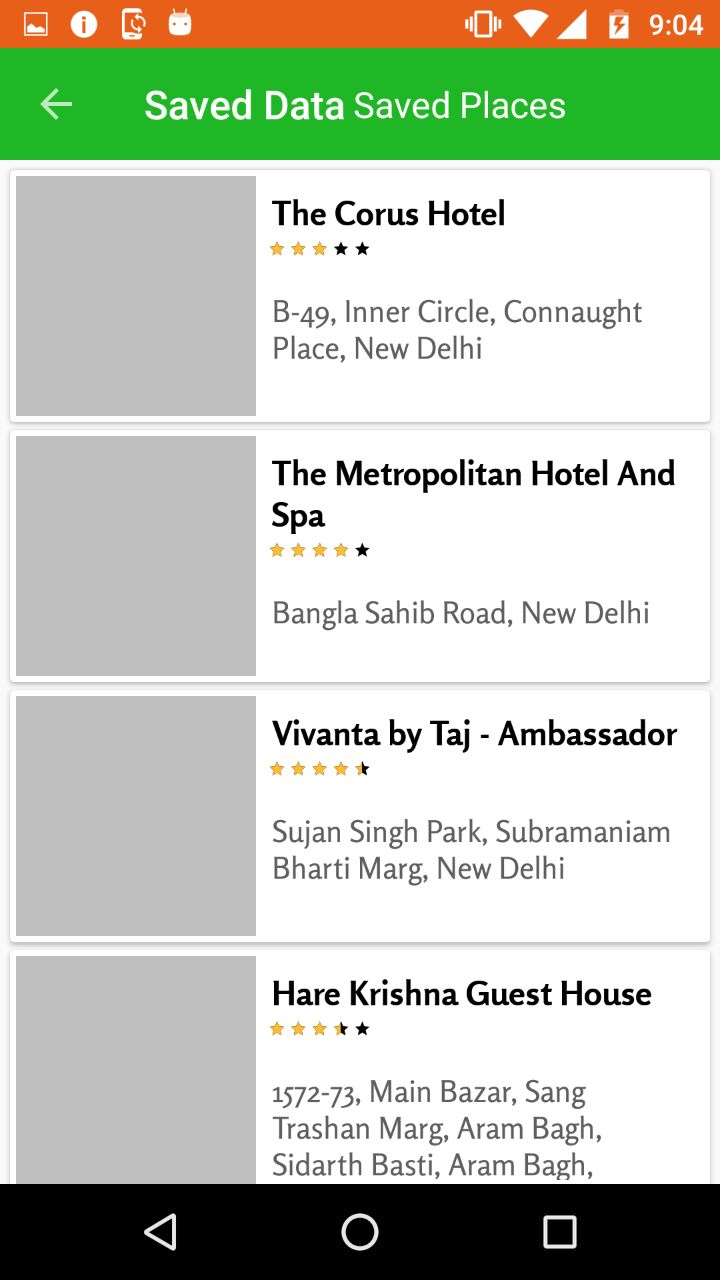 9:04
Saved Data Saved Places
The Corus Hotel
B-49, Inner Circle, Connaught
Place, New Delhi
The Metropolitan Hotel And
Spa
Bangla Sahib Road, New Delhi
Vivanta by Taj - Ambassador
Sujan Singh Park, Subramaniam
Bharti Marg, New Delhi
Hare Krishna Guest House
1572-73, Main Bazar, Sang
Trashan Marg, Aram Bagh,
Sidarth Basti, Aram Bagh,